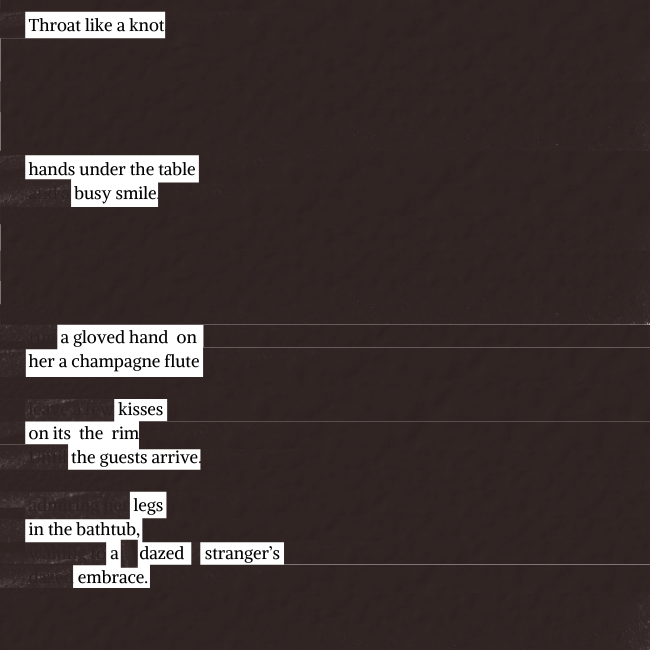 Throat like a knot
hands under the table
busy smile.
a gloved hand on
her a champagne flute
kisses
on its the rim
the guests arrive.
legs
in the bathtub,
a dazed stranger's
embrace.